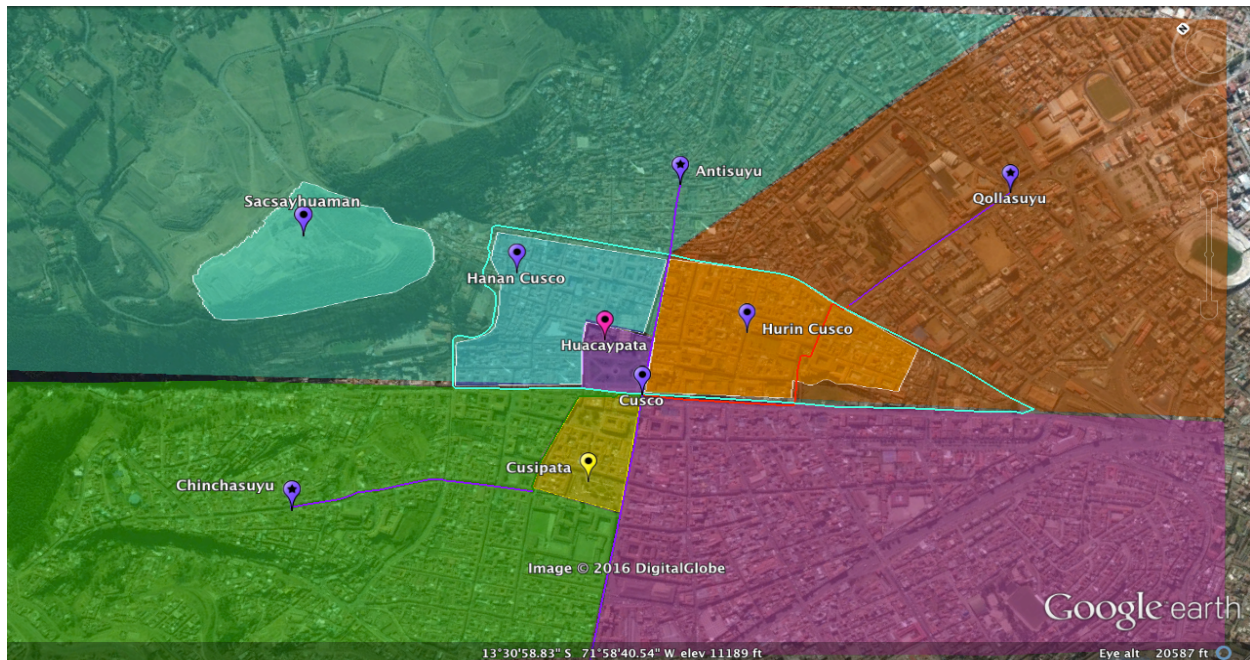 N
Antisuyu
Sacsayhuaman
Qollasuyu
Hanan Cusco
Hurin Cusco
Huacaypata
Cusco
Cusipata
Chinchasuyu
Image © 2016 DigitalGlobe
Google earth
13°30'58.83" S 71°58'40.54" W elev 11189 ft
Eye alt 20587 ft